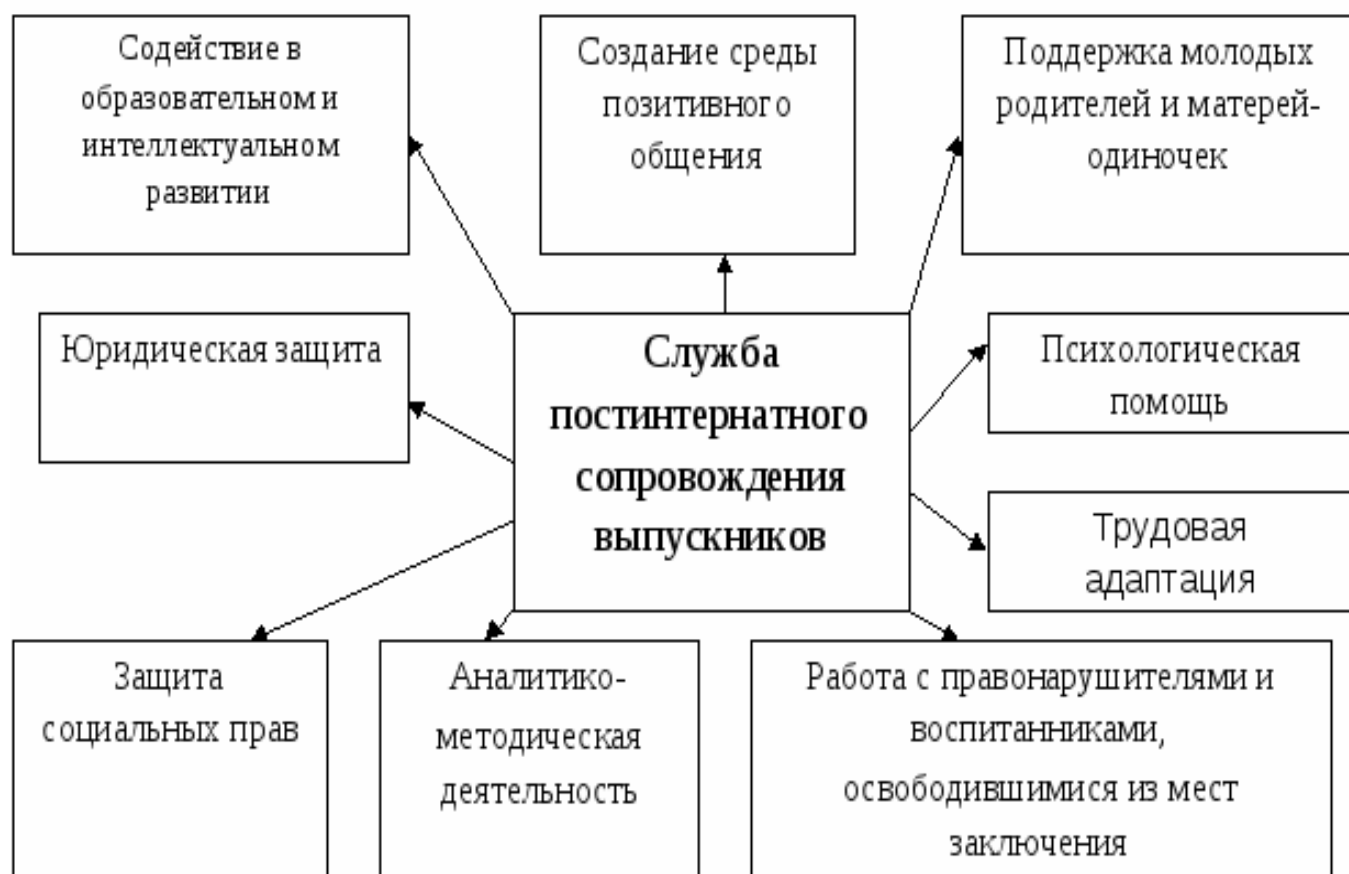 Содействие в
образовательном и
интеллектуальном
развитии
Создание среды
позитивного
общения
Поддержка молодых
родителей и матерей-
одиночек
Юридическая защита
Служба
постинтернатного
сопровождения
выпускников
Психологическая
помощь
Трудовая
адаптация
Защита
социальных прав
Аналитико-
методическая
деятельность
Работа с правонарушителями и
воспитанниками,
освободившимися из мест
заключения